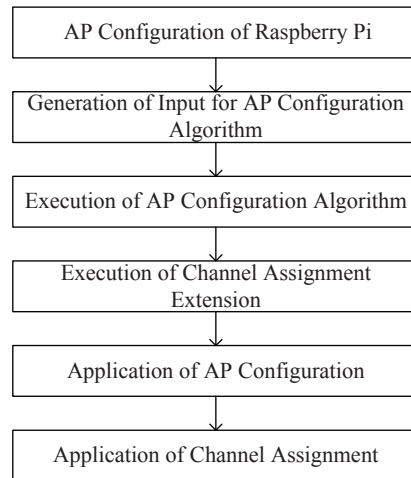 AP Configuration of Raspberry Pi
Generation of Input for AP Configuration
Algorithm
Execution of AP Configuration Algorithm
Execution of Channel Assignment
Extension
Application of AP Configuration
Application of Channel Assignment